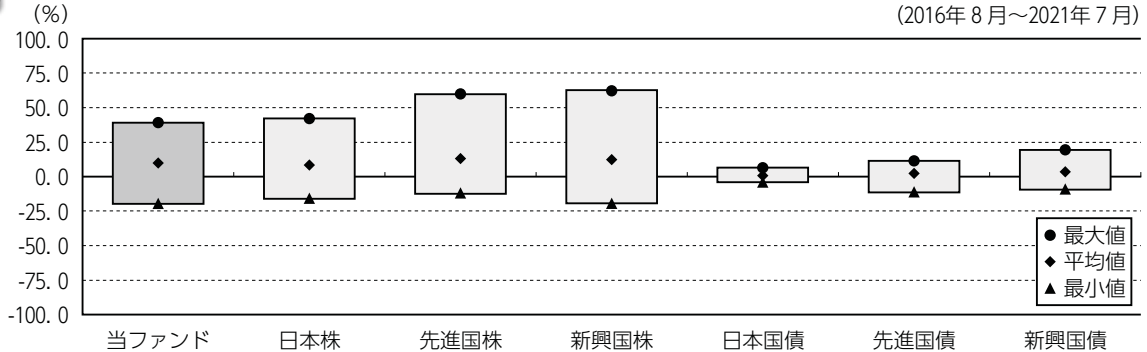 (%)
(2016年8月～2021年7月)
100.0
75.0
50.0
25.0
0.0
-25.0
-50.0
-75.0
-100.0
● 最大値
◆ 平均値
▲ 最小値
当ファンド 日本株 先進国株 新興国株 日本国債 先進国債 新興国債